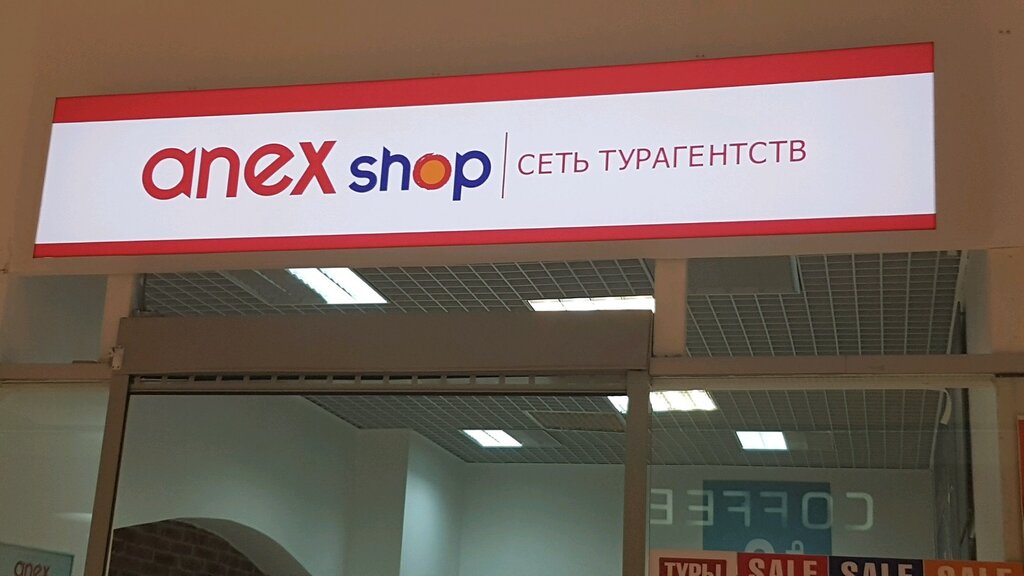 anex shop СЕТЬ ТУРАГЕНТСТВ
COFFEE
ТУРЫ SALE SALE SALE
anex